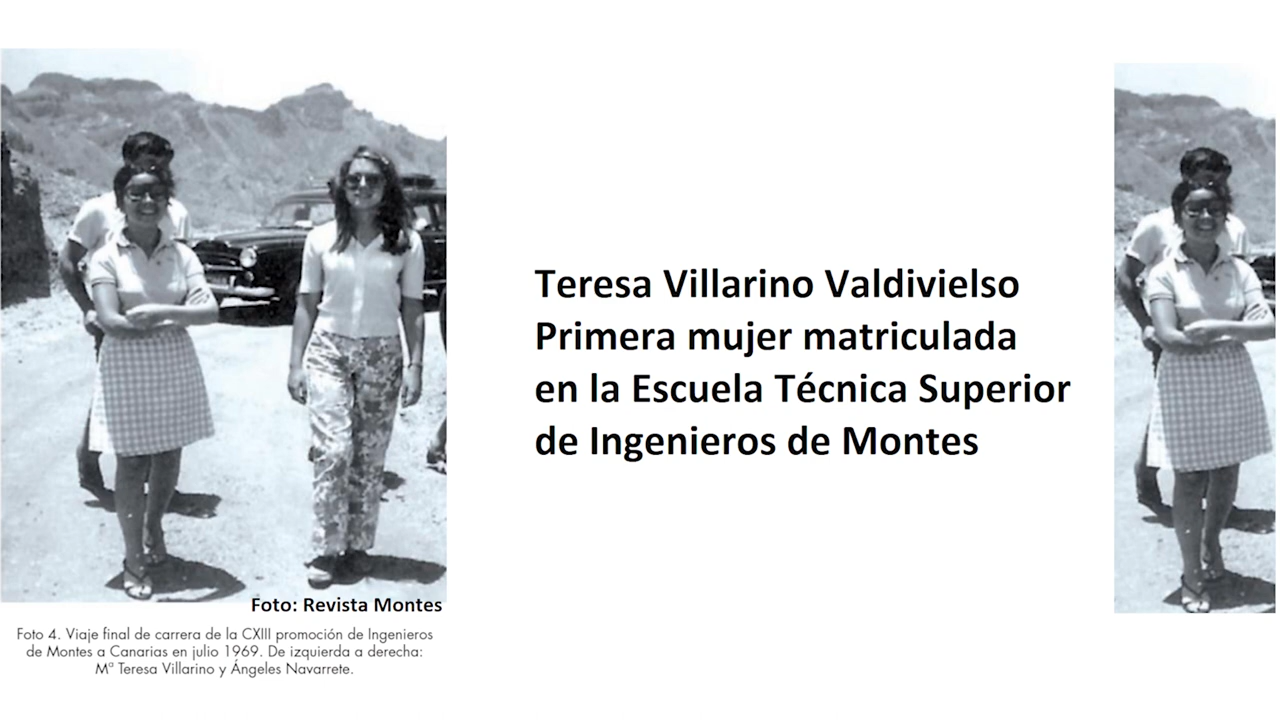 Teresa Villarino Valdivielso
Primera mujer matriculada
en la Escuela Técnica Superior
de Ingenieros de Montes
Foto: Revista Montes
Foto 4. Viaje final de carrera de la CXIII promoción de Ingenieros
de Montes a Canarias en julio 1969. De izquierda a derecha:
Mª Teresa Villarino y Ángeles Navarrete.